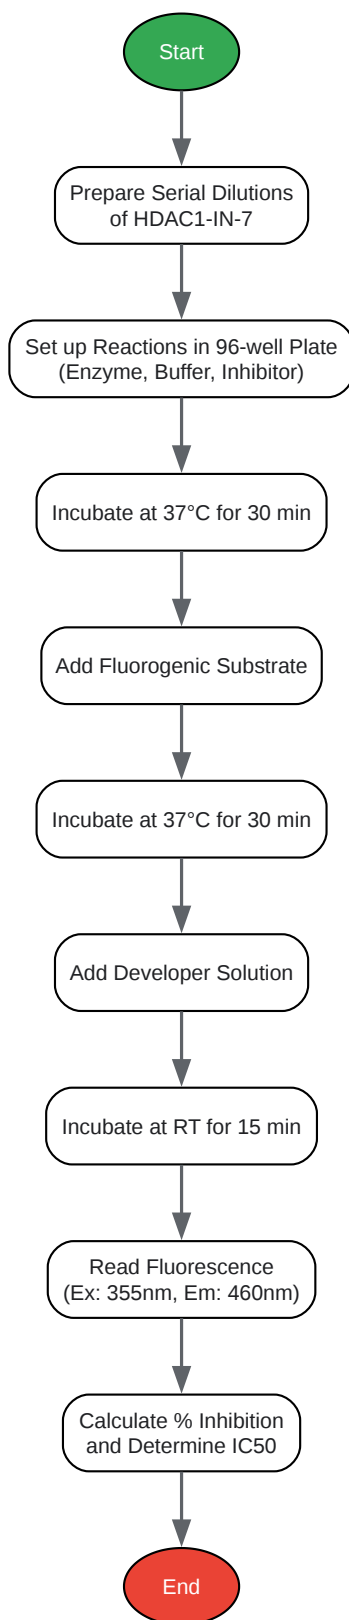 Start
Prepare Serial Dilutions
of HDAC1-IN-7
Set up Reactions in 96-well Plate
(Enzyme, Buffer, Inhibitor)
Incubate at 37°C for 30 min
Add Fluorogenic Substrate
Incubate at 37°C for 30 min
Add Developer Solution
Incubate at RT for 15 min
Read Fluorescence
(Ex: 355nm, Em: 460nm)
Calculate % Inhibition
and Determine IC50
End